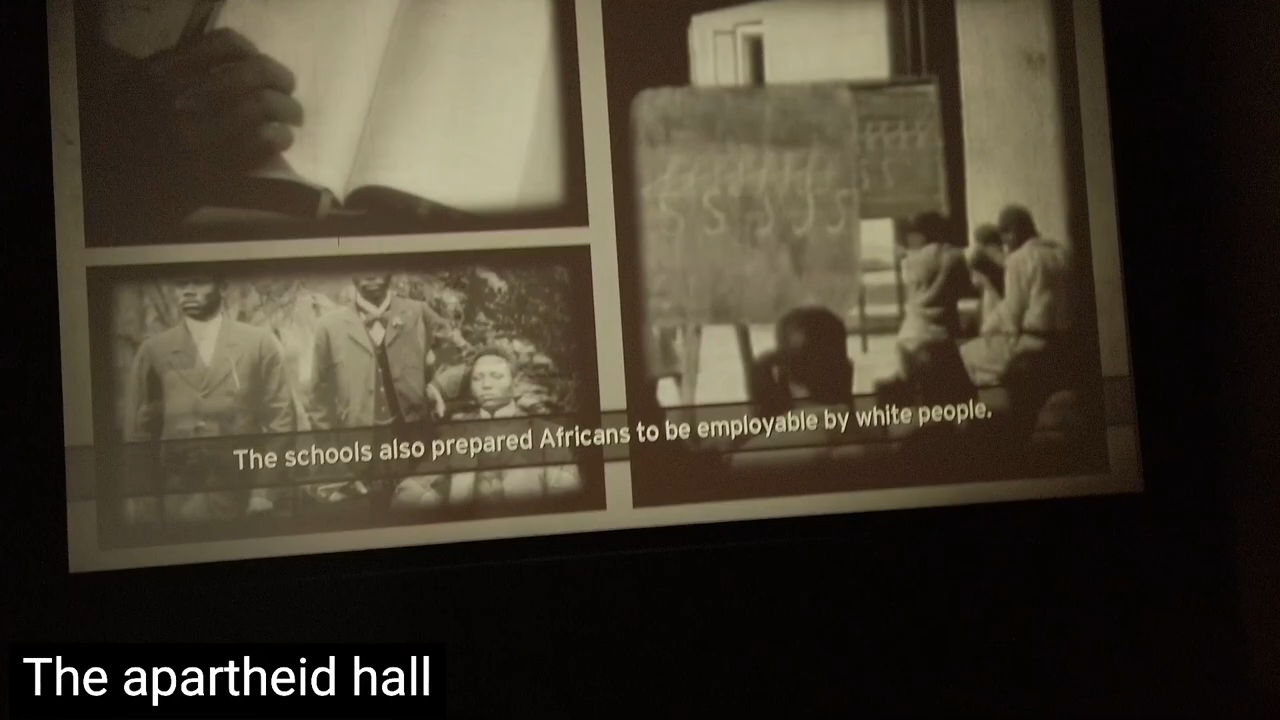 S S S S S
The schools also prepared Africans to be employable by white people.
The apartheid hall